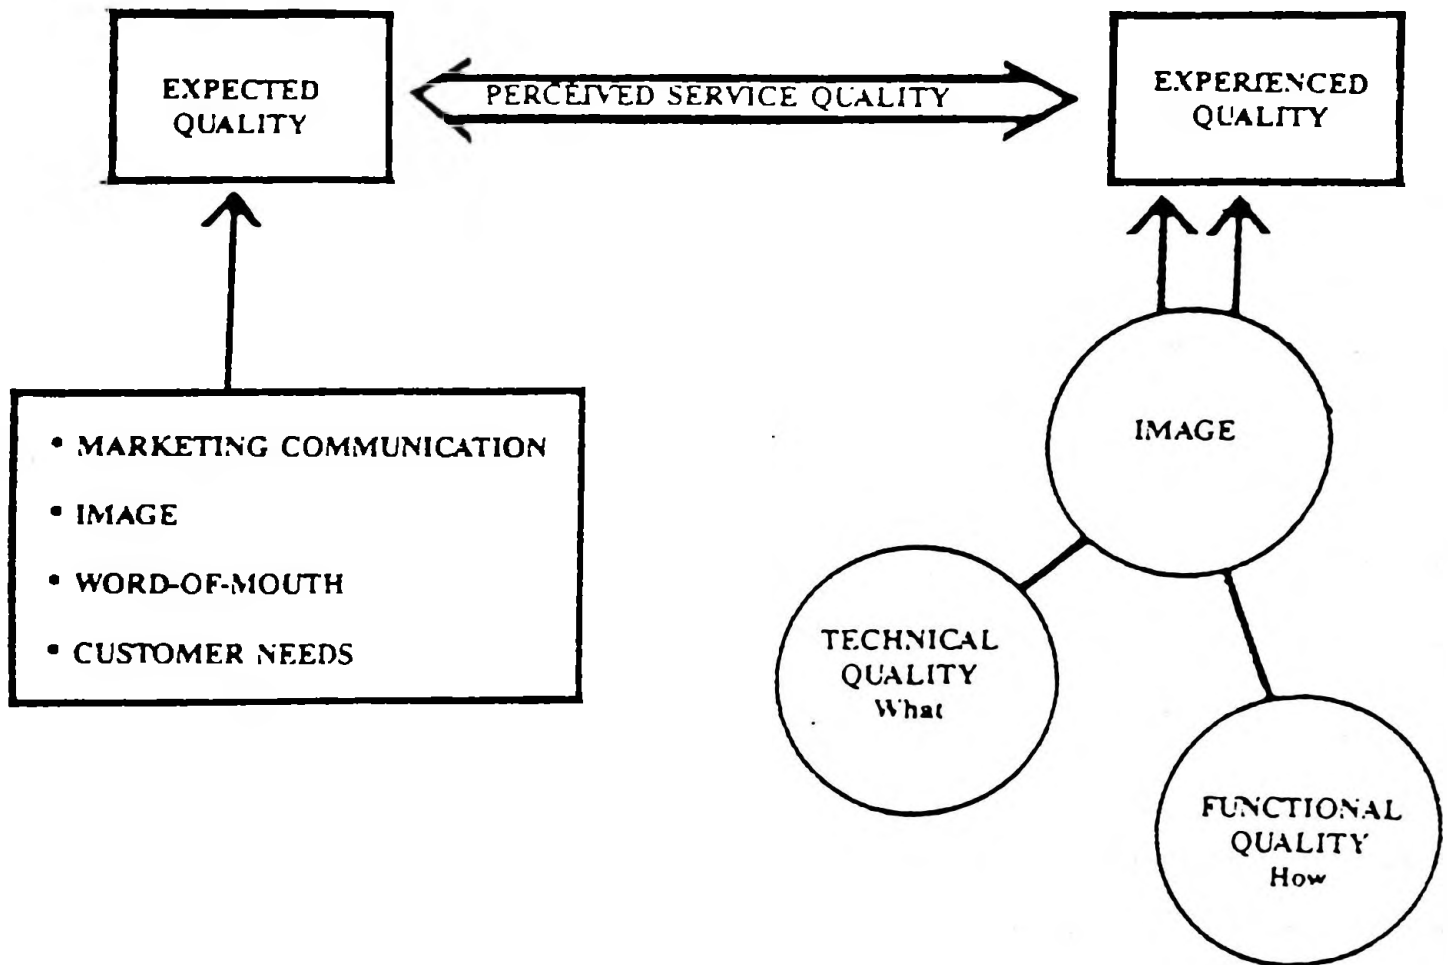 EXPECTED
QUALITY
PERCEIVED SERVICE QUALITY
EXPERIENCED
QUALITY
• MARKETING COMMUNICATION
• IMAGE
• WORD-OF-MOUTH
• CUSTOMER NEEDS
IMAGE
TECHNICAL
QUALITY
What
FUNCTIONAL
QUALITY
How